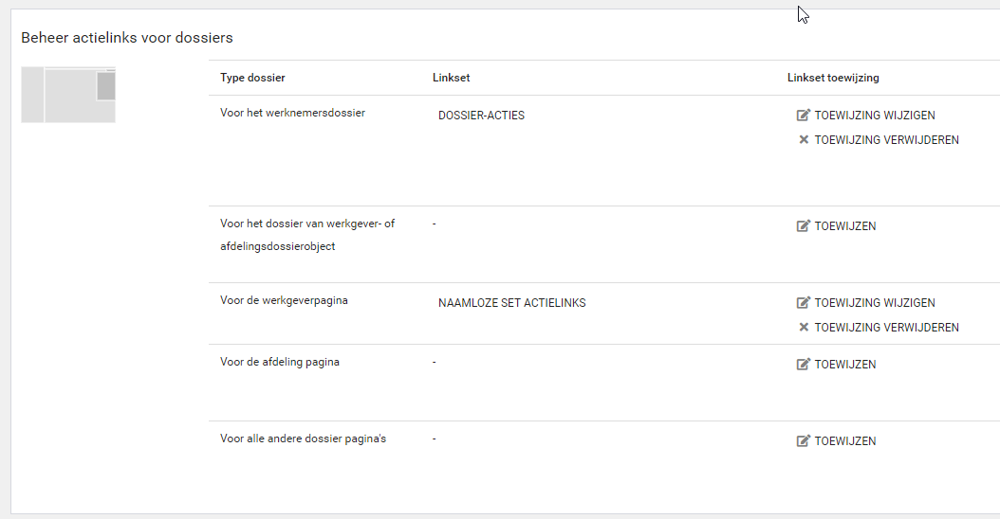 Beheer actielinks voor dossiers
Type dossier Linkset Linkset toewijzing
Voor het werknemersdossier DOSSIER-ACTIES TOEWIJZING WIJZIGEN
TOEWIJZING VERWIJDEREN
Voor het dossier van werkgever- of - TOEWIJZEN
afdelingsdossierobject
Voor de werkgeverpagina NAAMLOZE SET ACTIELINKS TOEWIJZING WIJZIGEN
TOEWIJZING VERWIJDEREN
Voor de afdeling pagina - TOEWIJZEN
Voor alle andere dossier pagina's - TOEWIJZEN